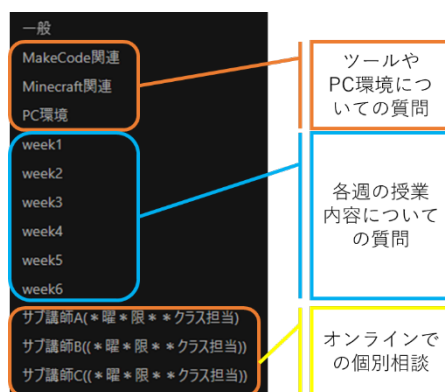 一般
MakeCode関連
Minecraft関連
PC環境
week1
week2
week3
week4
week5
week6
サブ講師A(＊曜＊限＊＊クラス担当)
サブ講師B((＊曜＊限＊＊クラス担当))
サブ講師C((＊曜＊限＊＊クラス担当))
ツールや
PC環境につ
いての質問
各週の授業
内容について
の質問
オンラインで
の個別相談